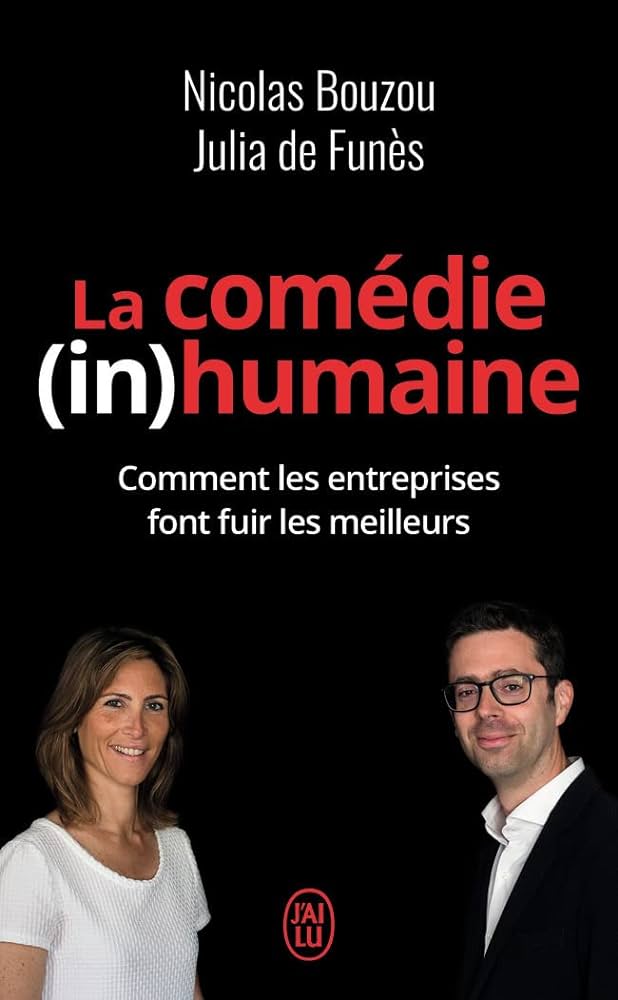 Nicolas Bouzou
Julia de Funès
La comédie
(in)humaine
Comment les entreprises
font fuir les meilleurs
J'AI
LU